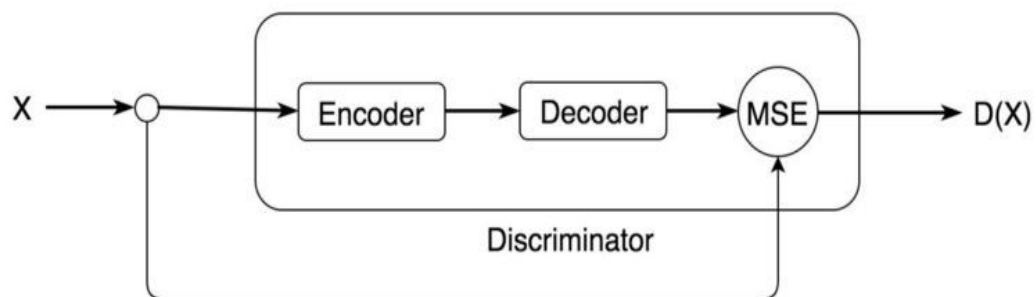 X
Encoder
Decoder
MSE
D(X)
Discriminator